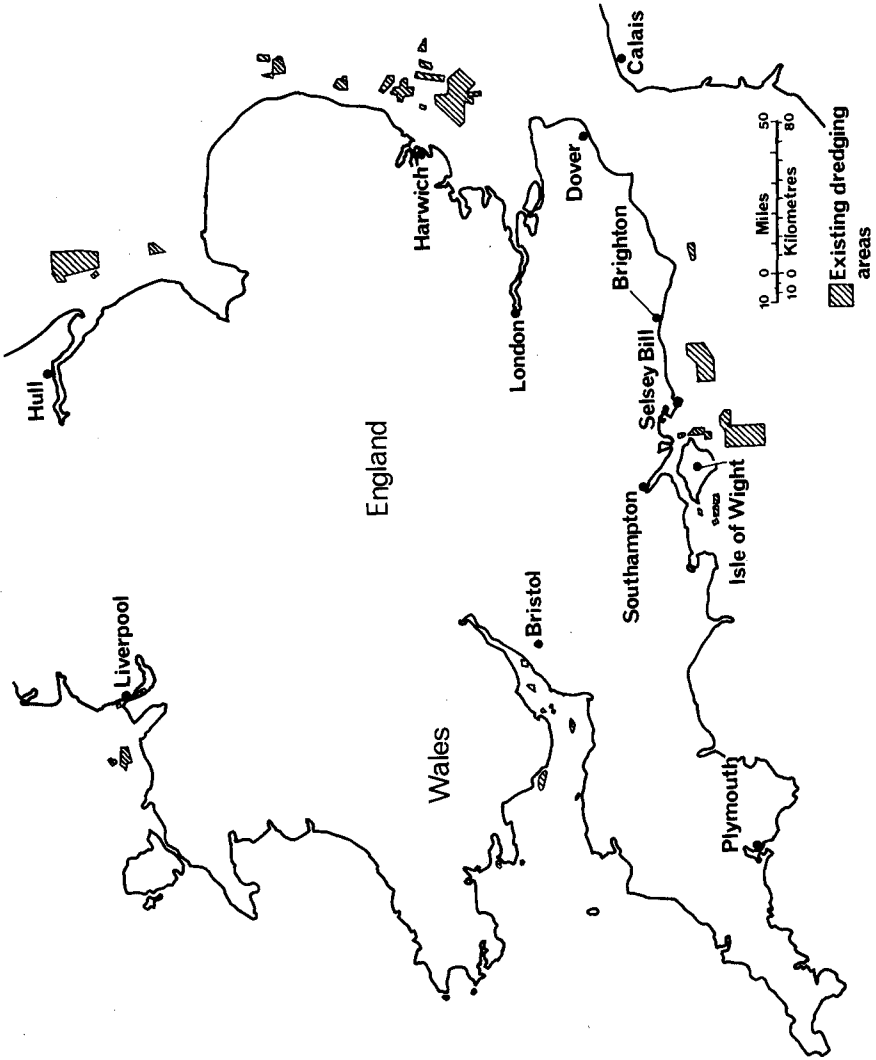 Hull
Liverpool
England
Wales
Harwich
London
Bristol
Dover
Calais
Brighton
Selsey Bill
Southampton
Isle of Wight
Plymouth
10 0 Miles 50
10 0 Kilometres 80
Existing dredging
areas